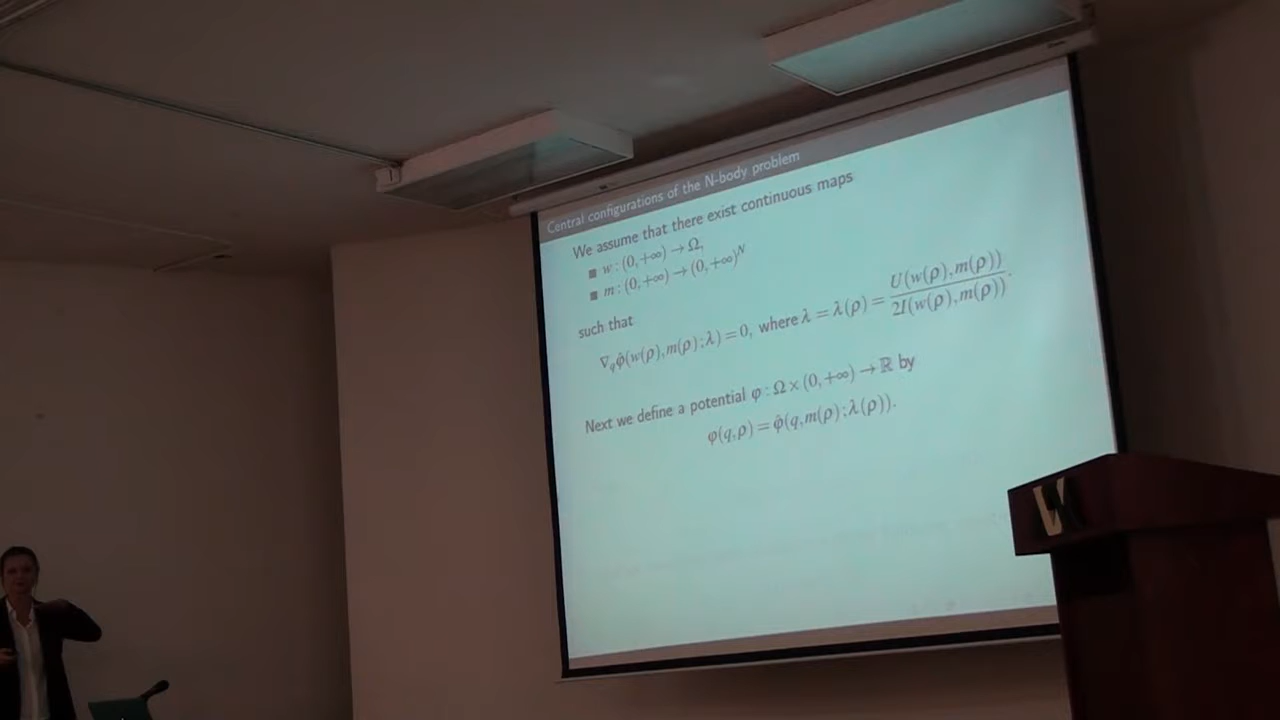 Central configurations of the N-body problem
We assume that there exist continuous maps
w : (0,+∞) → Ω,
m : (0,+∞) → (0,+∞)^N
such that
∇_φ φ̂(w(ρ),m(ρ);λ) = 0, where λ = λ(ρ) = U(w(ρ),m(ρ)) / 2I(w(ρ),m(ρ)).
Next we define a potential φ : Ω × (0,+∞) → ℝ by
φ(q,ρ) = φ̂(q,m(ρ);λ(ρ)).
W